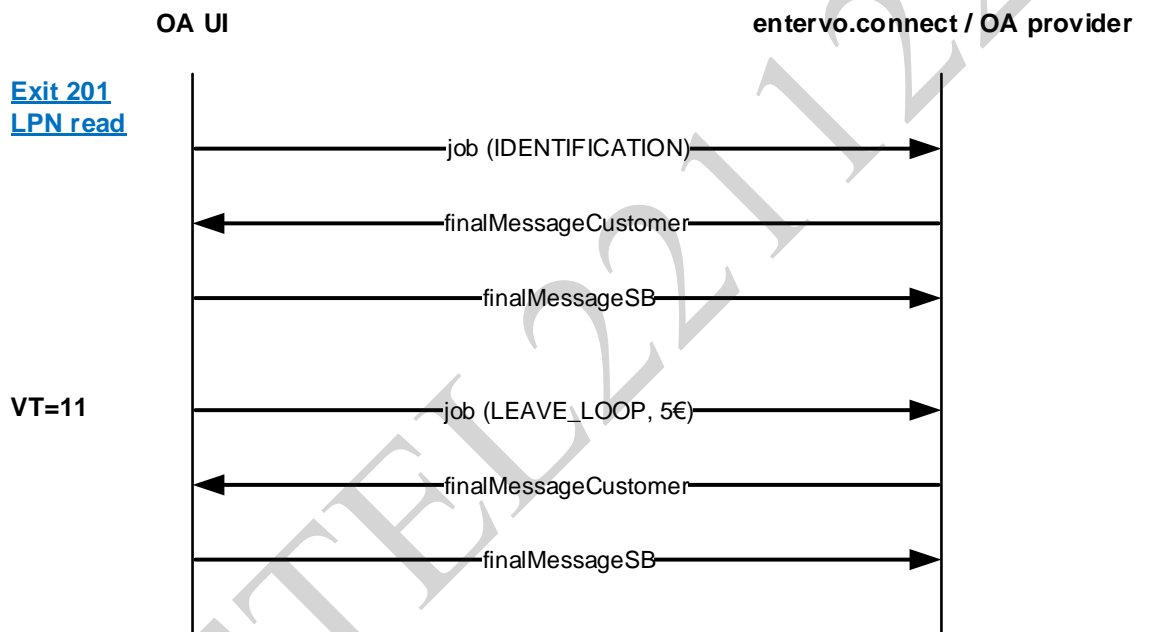 OA UI
entervo.connect / OA provider
Exit 201
LPN read
job (IDENTIFICATION)
finalMessageCustomer
finalMessageSB
VT=11
job (LEAVE_LOOP, 5€)
finalMessageCustomer
finalMessageSB